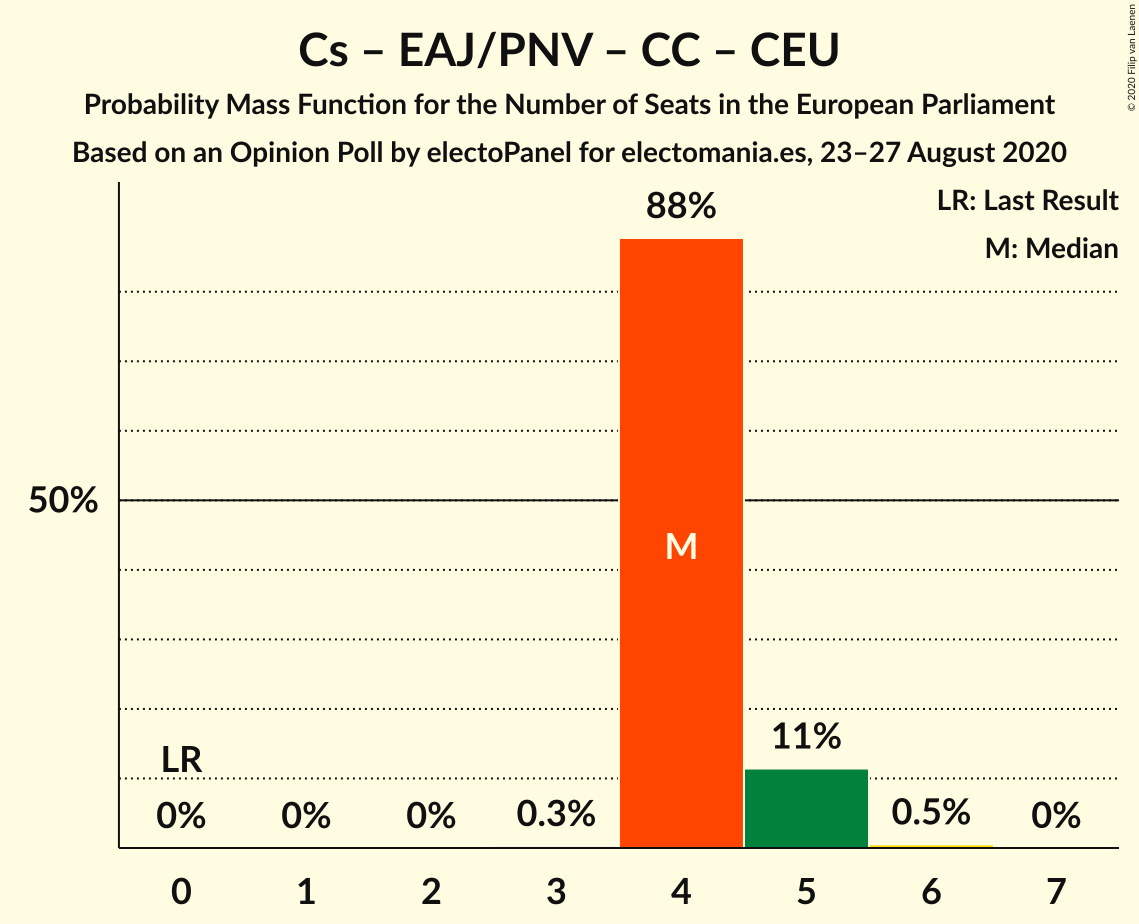 Cs – EAJ/PNV – CC – CEU
Probability Mass Function for the Number of Seats in the European Parliament
Based on an Opinion Poll by electoPanel for electomania.es, 23–27 August 2020
© 2020 Filip van Laenen
LR: Last Result
M: Median
88%
50%
M
11%
LR
0% 0% 0% 0.3% 0.5% 0%
0 1 2 3 4 5 6 7